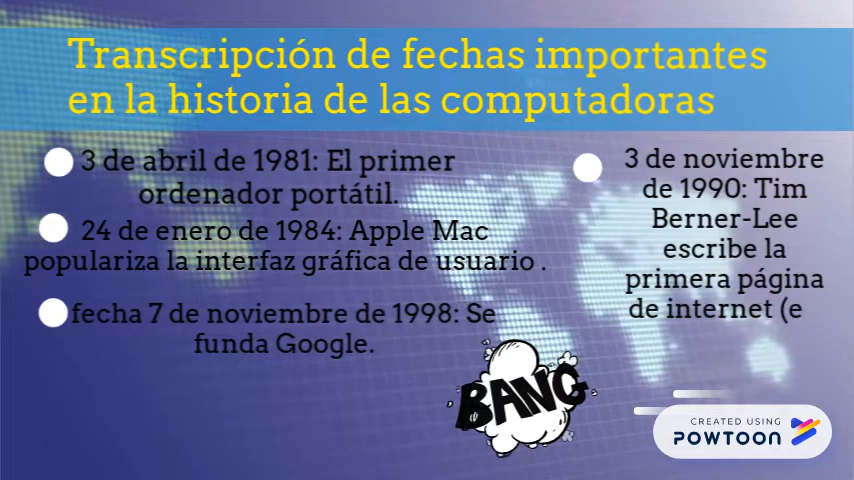 Transcripción de fechas importantes
en la historia de las computadoras
3 de abril de 1981: El primer
ordenador portátil.
24 de enero de 1984: Apple Mac
populariza la interfaz gráfica de usuario .
fecha 7 de noviembre de 1998: Se
funda Google.
3 de noviembre
de 1990: Tim
Berner-Lee
escribe la
primera página
de internet (e
BANG
CREATED USING
POWTOON